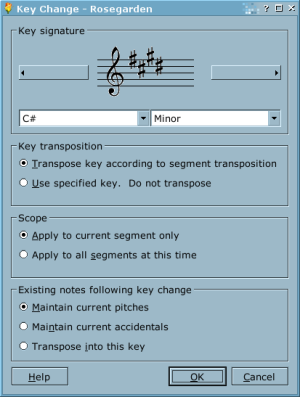 Key Change - Rosegarden
Key signature
C# Minor
Key transposition
Transpose key according to segment transposition
Use specified key. Do not transpose
Scope
Apply to current segment only
Apply to all segments at this time
Existing notes following key change
Maintain current pitches
Maintain current accidentals
Transpose into this key
Help OK Cancel